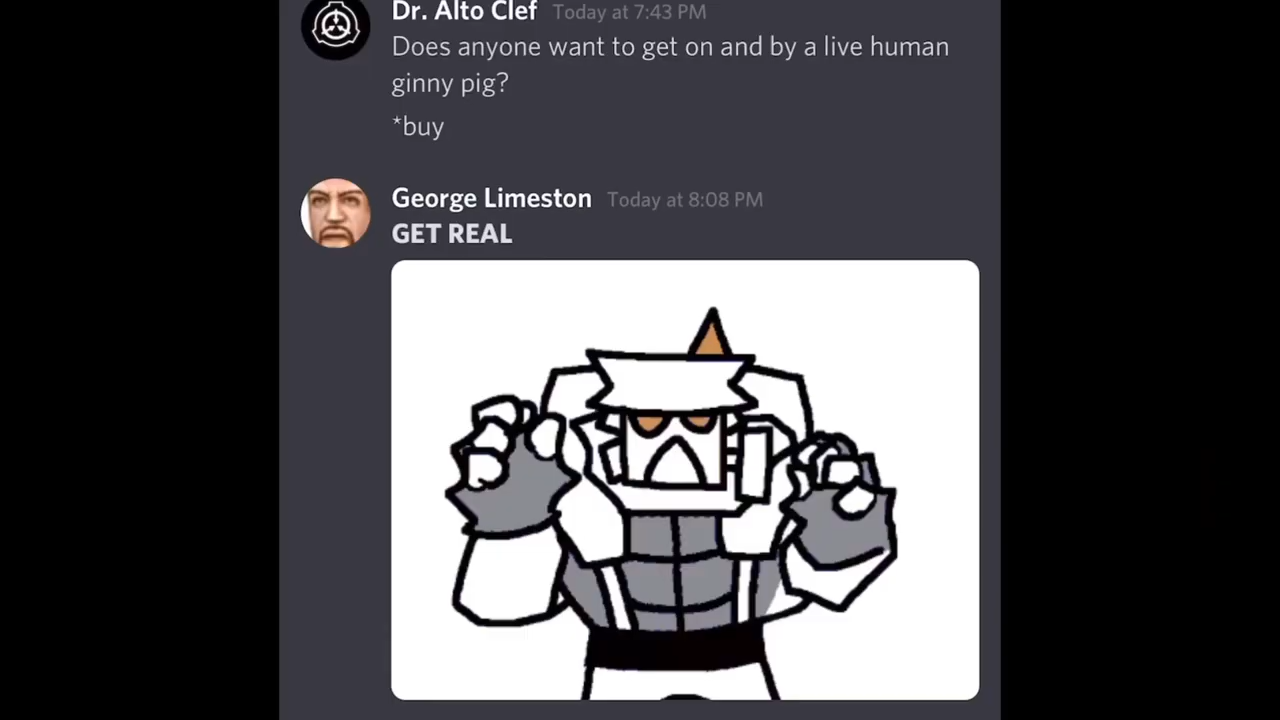 Dr. Alto Clef Today at 7:43 PM
Does anyone want to get on and by a live human
ginny pig?
*buy
George Limeston Today at 8:08 PM
GET REAL